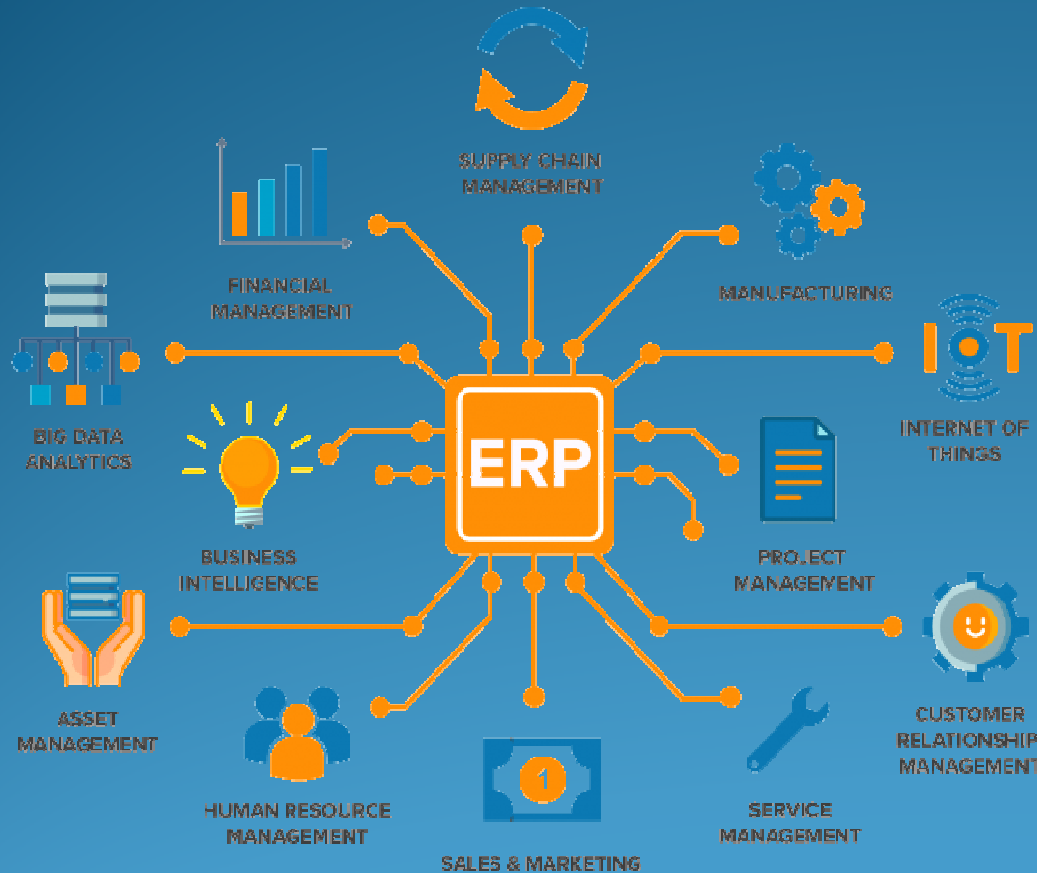 SUPPLY CHAIN
MANAGEMENT
FINANCIAL
MANAGEMENT
MANUFACTURING
BIG DATA
ANALYTICS
IOT
INTERNET OF
THINGS
ERP
BUSINESS
INTELLIGENCE
PROJECT
MANAGEMENT
ASSET
MANAGEMENT
CUSTOMER
RELATIONSHIP
MANAGEMENT
HUMAN RESOURCE
MANAGEMENT
1
SALES & MARKETING
SERVICE
MANAGEMENT